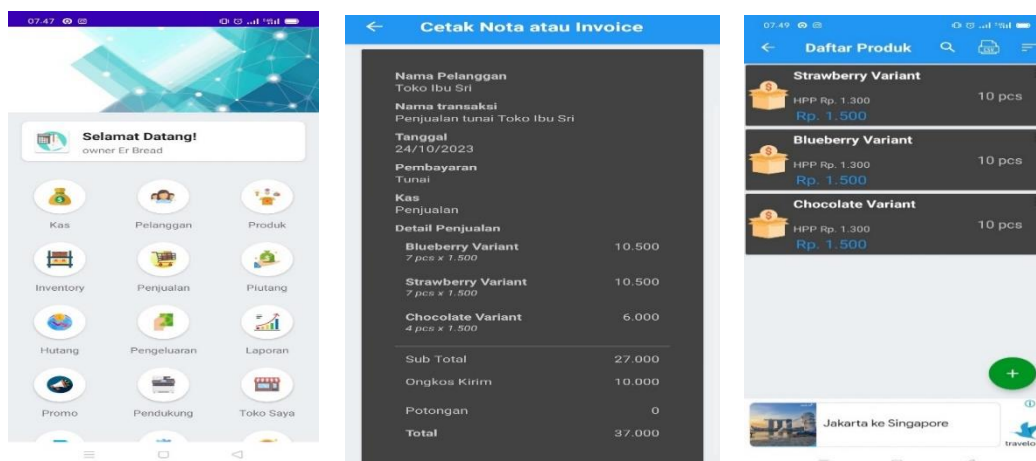 07.47
Selamat Datang!
owner Er Bread
Kas Pelanggan Produk
Inventory Penjualan Piutang
Hutang Pengeluaran Laporan
Promo Pendukung Toko Saya
Cetak Nota atau Invoice
Nama Pelanggan
Toko Ibu Sri
Nama transaksi
Penjualan tunai Toko Ibu Sri
Tanggal
24/10/2023
Pembayaran
Tunai
Kas
Penjualan
Detail Penjualan
Blueberry Variant 10.500
7 pcs x 1.500
Strawberry Variant 10.500
7 pcs x 1.500
Chocolate Variant 6.000
4 pcs x 1.500
Sub Total 27.000
Ongkos Kirim 10.000
Potongan 0
Total 37.000
07.49
Daftar Produk
Strawberry Variant
HPP Rp. 1.300 10 pcs
Rp. 1.500
Blueberry Variant
HPP Rp. 1.300 10 pcs
Rp. 1.500
Chocolate Variant
HPP Rp. 1.300 10 pcs
Rp. 1.500
+
Jakarta ke Singapore